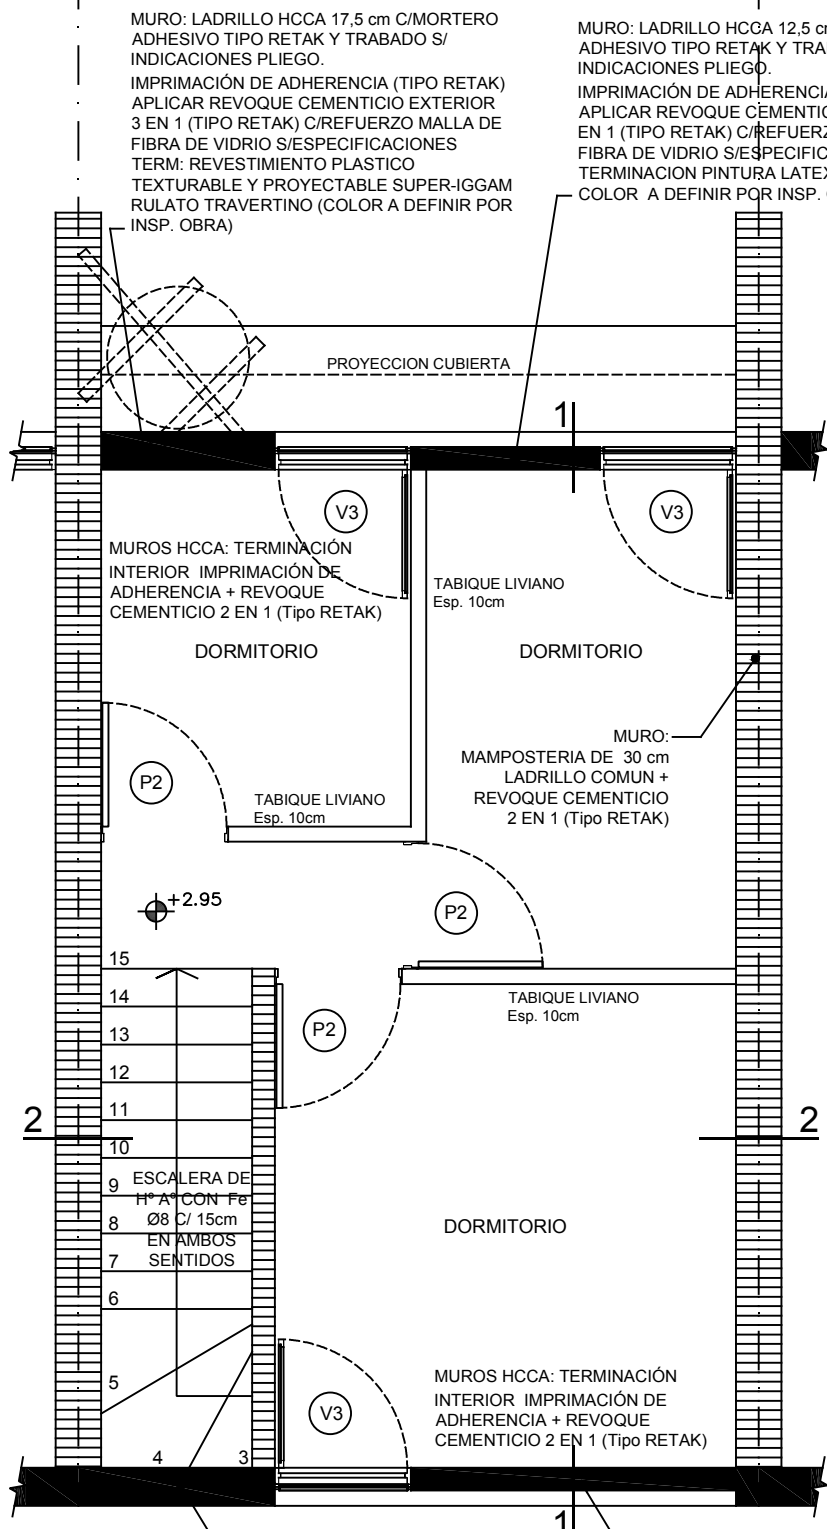 MURO: LADRILLO HCCA 17,5 cm C/MORTERO
ADHESIVO TIPO RETAK Y TRABADO S/
INDICACIONES PLIEGO.
IMPRIMACIÓN DE ADHERENCIA (TIPO RETAK)
APLICAR REVOQUE CEMENTICIO EXTERIOR
3 EN 1 (TIPO RETAK) C/REFUERZO MALLA DE
FIBRA DE VIDRIO S/ESPECIFICACIONES
TERM: REVESTIMIENTO PLASTICO
TEXTURABLE Y PROYECTABLE SUPER-IGGAM
RULATO TRAVERTINO (COLOR A DEFINIR POR
INSP. OBRA)
MURO: LADRILLO HCCA 12,5
ADHESIVO TIPO RETAK Y
INDICACIONES PLIEGO.
IMPRIMACIÓN DE ADHERENCIA
APLICAR REVOQUE
EN 1 (TIPO RETAK)
FIBRA DE VIDRIO
TERMINACION PINTURA LATEX
COLOR A DEFINIR POR INSP.
PROYECCION CUBIERTA
1
V3
V3
MUROS HCCA: TERMINACIÓN
INTERIOR IMPRIMACIÓN DE
ADHERENCIA + REVOQUE
CEMENTICIO 2 EN 1 (Tipo RETAK)
TABIQUE LIVIANO
Esp. 10cm
DORMITORIO
DORMITORIO
MURO:
MAMPOSTERIA DE 30 cm
LADRILLO COMUN +
REVOQUE CEMENTICIO
2 EN 1 (Tipo RETAK)
P2
TABIQUE LIVIANO
Esp. 10cm
+2.95
P2
15
14
13
12
11
10
9
8
7
6
5
4
3
P2
TABIQUE LIVIANO
Esp. 10cm
2
2
ESCALERA DE
Hº Aº CON Fe
Ø8 C/ 15cm
EN AMBOS
SENTIDOS
DORMITORIO
V3
MUROS HCCA: TERMINACIÓN
INTERIOR IMPRIMACIÓN DE
ADHERENCIA + REVOQUE
CEMENTICIO 2 EN 1 (Tipo RETAK)
1